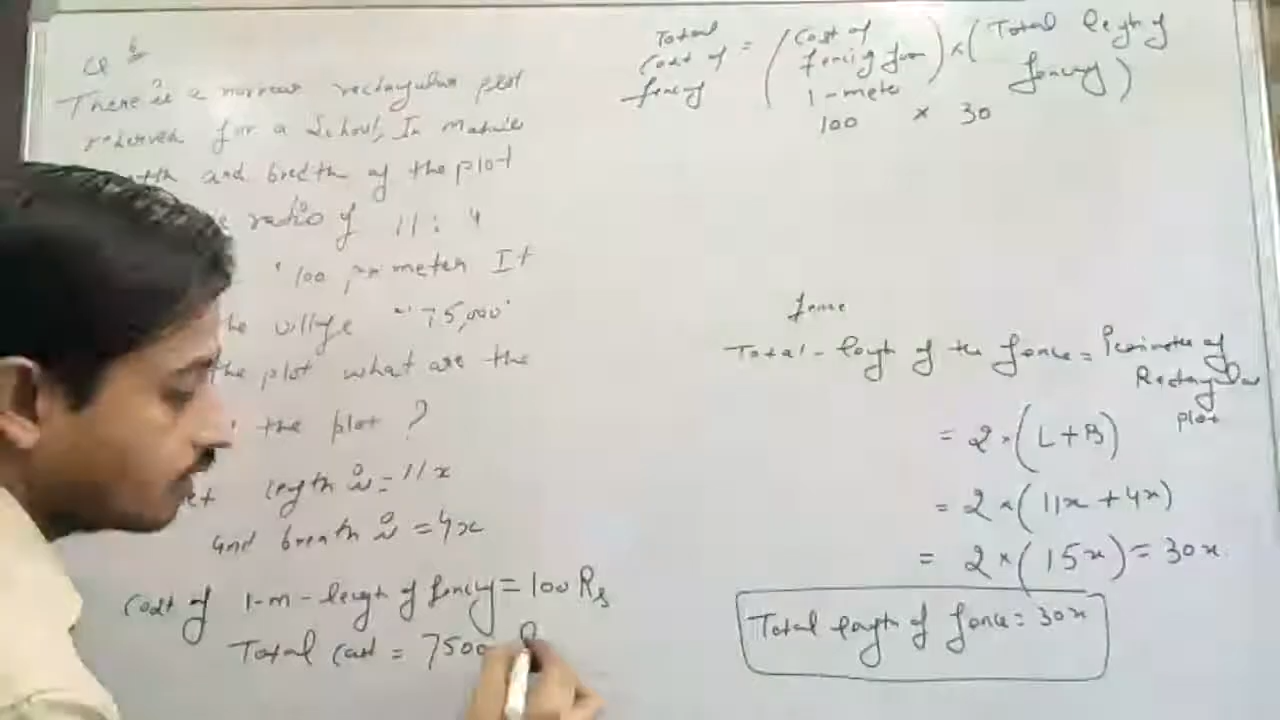 There is a narrow rectangular plot
reserved for a School, In
and bredth of the plot
ratio of 11 : 4
100 per meter It
village 75,000
the plot what are the
the plot ?
length is = 11x
and breath is = 4x
Cost of 1-m-length of fencing = 100 Rs
Total Cost = 7500
Total Cost of fencing = (Cost of fencing for 1-meter) × (Total length of fencing)
100 × 30
fence
Total-length of the fence = Perimeter of
Rectangular
plot
= 2 × (L+B)
= 2 × (11x + 4x)
= 2 × (15x) = 30x.
Total length of fence = 30x